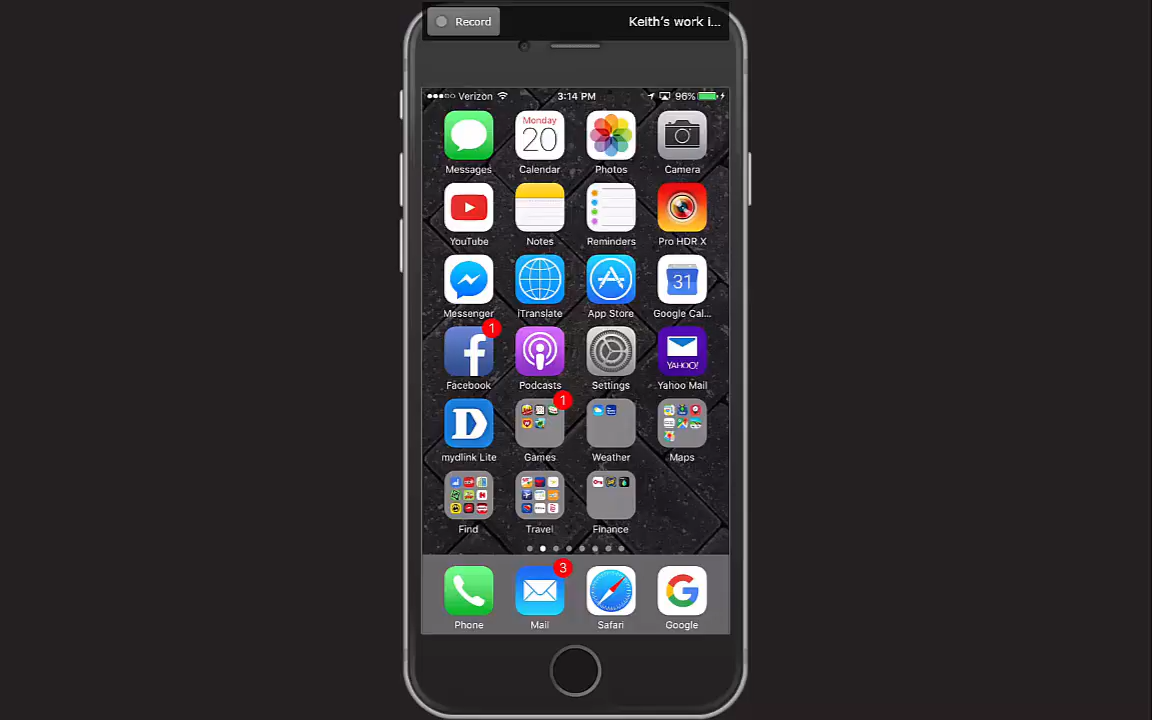 Record Keith's work i...
Verizon 3:14 PM 96%
Monday
20
Messages Calendar Photos Camera
YouTube Notes Reminders Pro HDR X
31
Messenger iTranslate App Store Google Cal...
1
YAHOO!
Facebook Podcasts Settings Yahoo Mail
1
mydlink Lite Games Weather Maps
Find Travel Finance
3
Phone Mail Safari Google